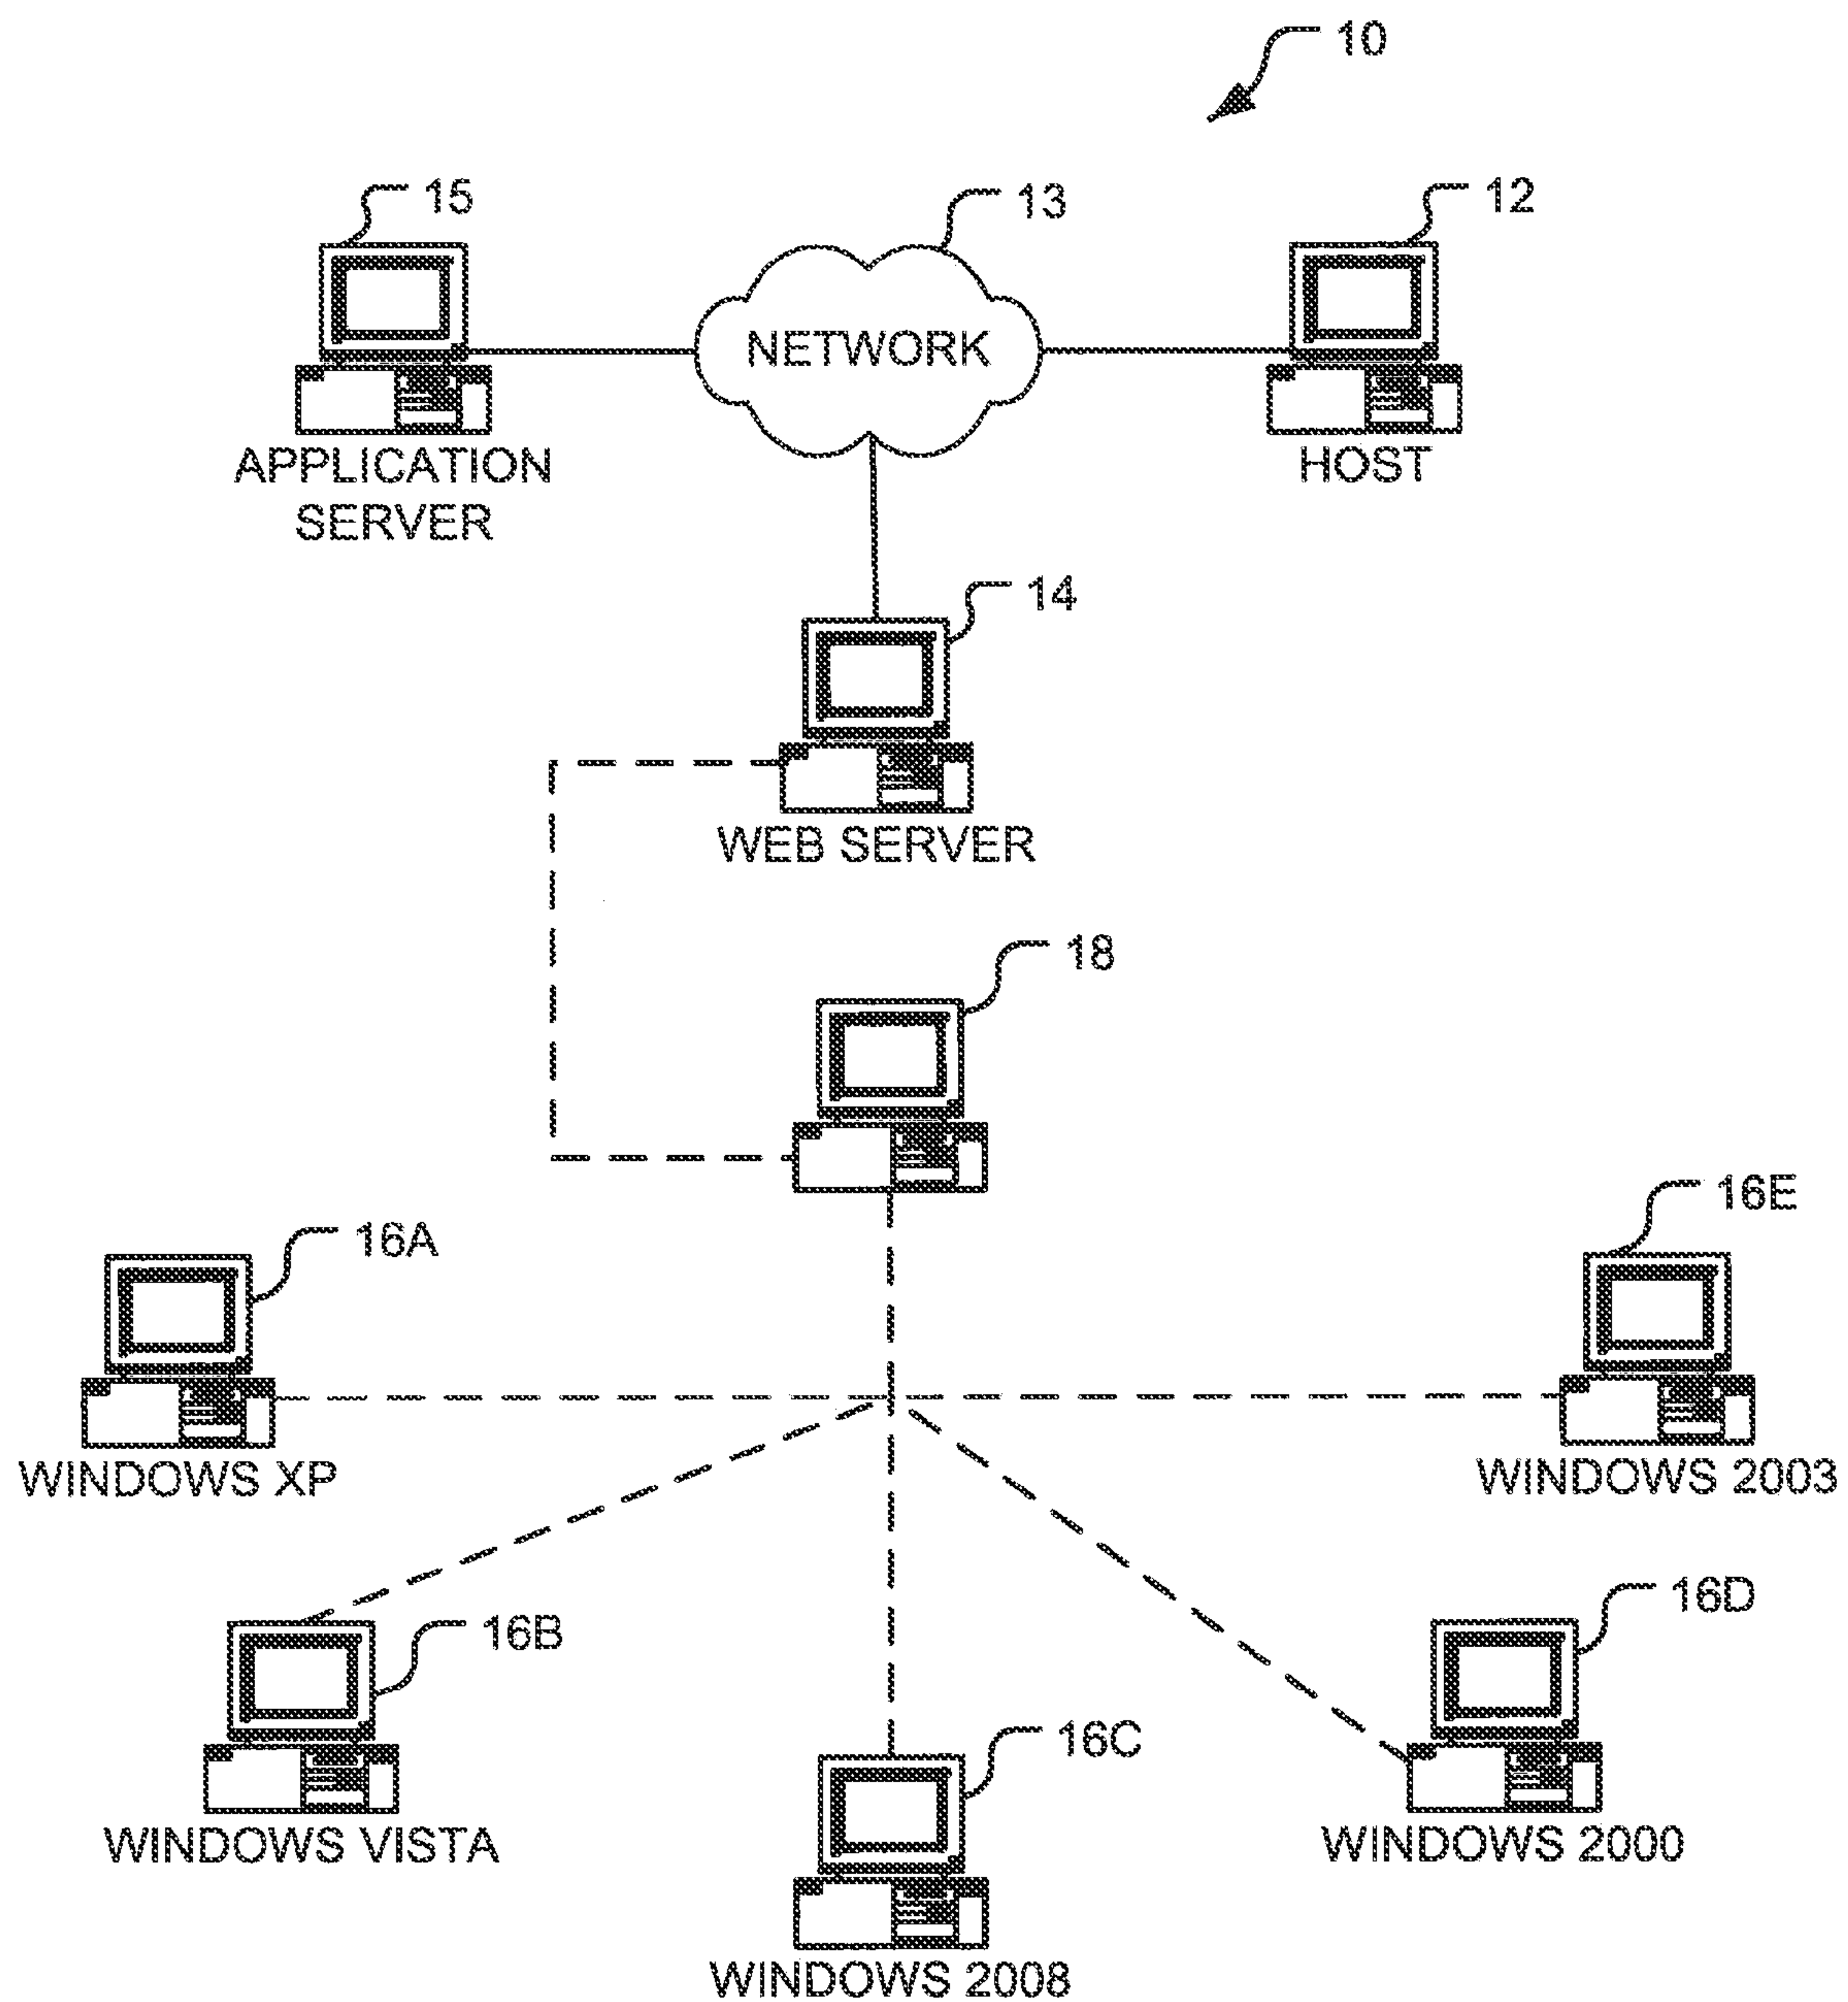 10
15
13
12
NETWORK
APPLICATION
SERVER
HOST
14
WEB SERVER
18
16A
16E
WINDOWS XP
WINDOWS 2003
16B
16D
16C
WINDOWS VISTA
WINDOWS 2000
WINDOWS 2008